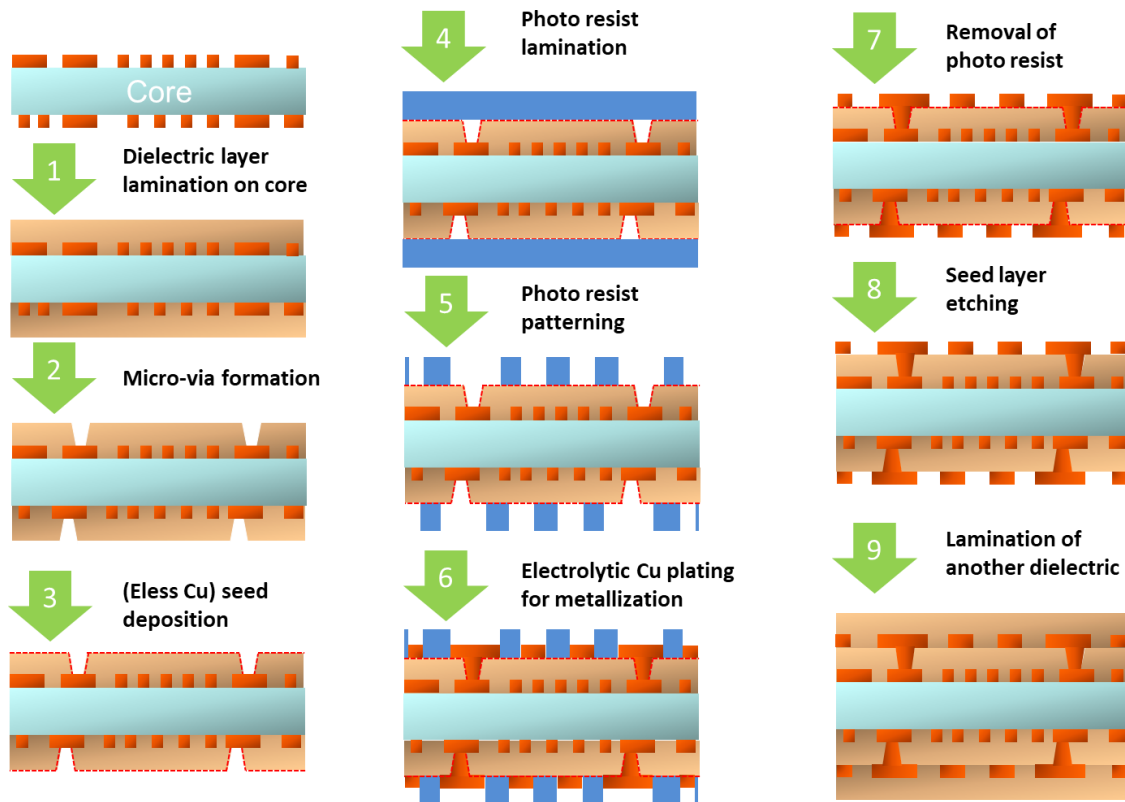 Core
1
Dielectric layer
lamination on core
2
Micro-via formation
3
(Eless Cu) seed
deposition
4
Photo resist
lamination
5
Photo resist
patterning
6
Electrolytic Cu plating
for metallization
7
Removal of
photo resist
8
Seed layer
etching
9
Lamination of
another dielectric